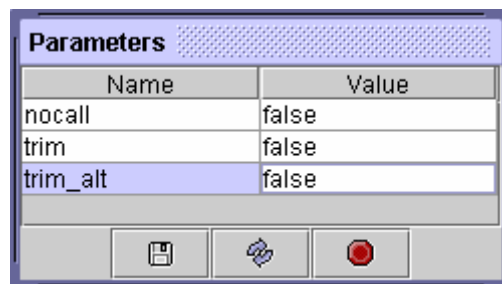 Parameters
Name Value
nocall false
trim false
trim_alt false